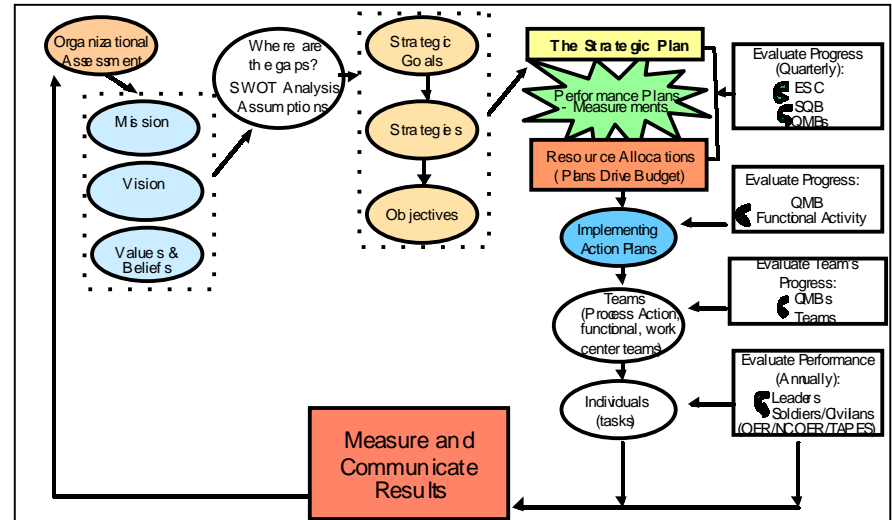 Organizational
Assessment
Mission
Vision
Values &
Beliefs
Where are
the gaps?
SWOT Analysis
Assumptions
Strategic
Goals
Strategies
Objectives
The Strategic Plan
Performance Plans
- Measurements
Resource Allocations
( Plans Drive Budget)
Implementing
Action Plans
Teams
(Process Action,
functional, work
center teams)
Individuals
(tasks)
Evaluate Progress
(Quarterly):
ESC
SQB
QMBs
Evaluate Progress:
QMB
Functional Activity
Evaluate Team's
Progress:
QMBs
Teams
Evaluate Performance
(Annually):
Leaders
Soldiers/Civilians
(OER/NCOER/TAPES)
Measure and
Communicate
Results